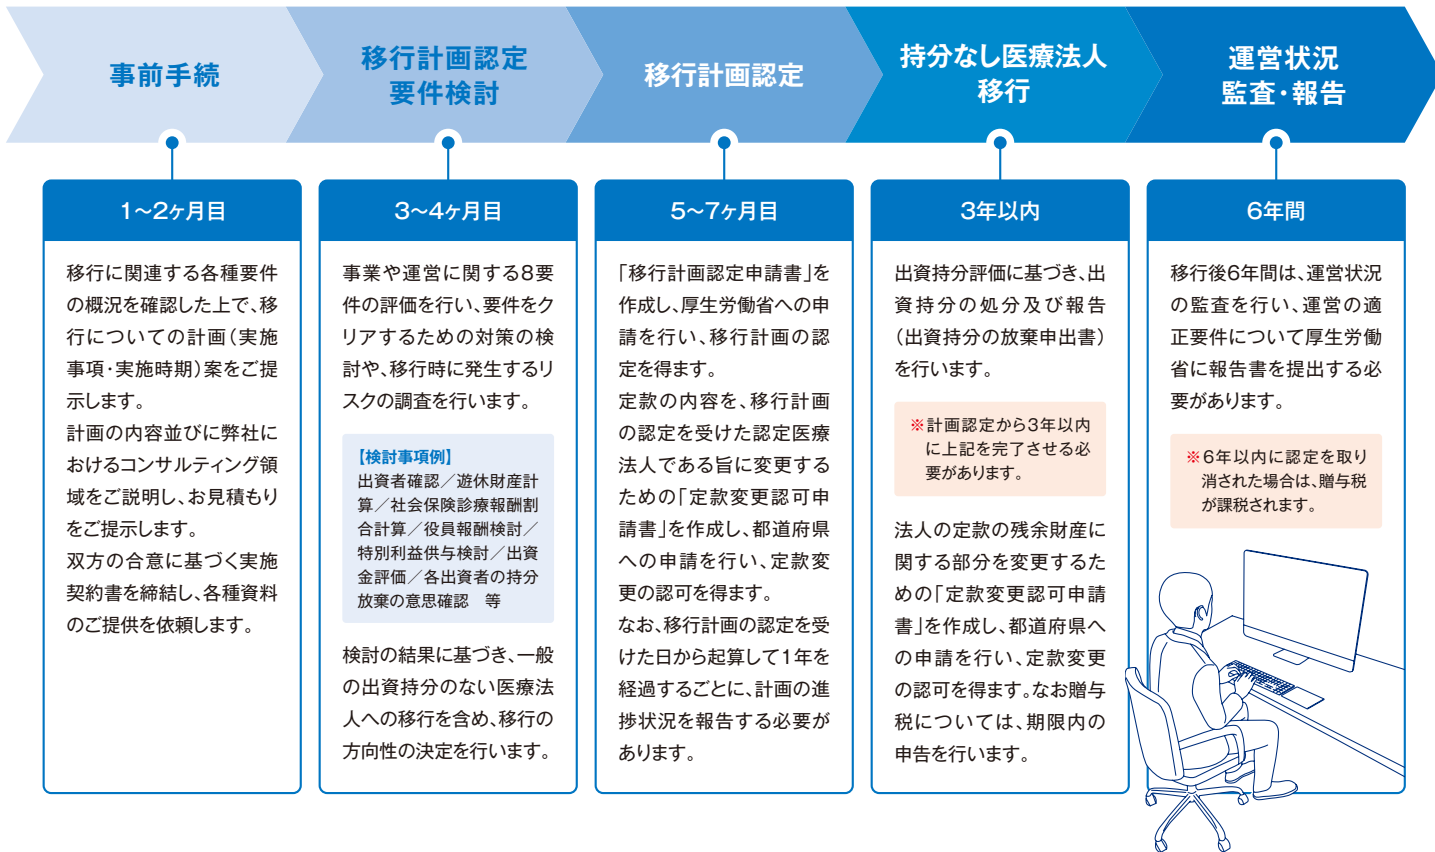 事前手続
移行計画認定
要件検討
移行計画認定
持分なし医療法人
移行
運営状況
監査・報告
1〜2ヶ月目
移行に関連する各種要件
の概況を確認した上で、移
行についての計画(実施
事項・実施時期)案をご提
示します。
計画の内容並びに弊社に
おけるコンサルティング領
域をご説明し、お見積もり
をご提示します。
双方の合意に基づく実施
契約書を締結し、各種資料
のご提供を依頼します。
3〜4ヶ月目
事業や運営に関する8要
件の評価を行い、要件をク
リアするための対策の検
討や、移行時に発生するリ
スクの調査を行います。
【検討事項例】
出資者確認／遊休財産計
算／社会保険診療報酬割
合計算／役員報酬検討／
特別利益供与検討／出資
金評価／各出資者の持分
放棄の意思確認 等
検討の結果に基づき、一般
の出資持分のない医療法
人への移行を含め、移行の
方向性の決定を行います。
5〜7ヶ月目
「移行計画認定申請書」を
作成し、厚生労働省への申
請を行い、移行計画の認
定を得ます。
定款の内容を、移行計画
の認定を受けた認定医療
法人である旨に変更する
ための「定款変更認可申
請書」を作成し、都道府県
への申請を行い、定款変
更の認可を得ます。
なお、移行計画の認定を受
けた日から起算して1年を
経過するごとに、計画の進
捗状況を報告する必要が
あります。
3年以内
出資持分評価に基づき、出
資持分の処分及び報告
(出資持分の放棄申出書)
を行います。
※計画認定から3年以内
に上記を完了させる必
要があります。
法人の定款の残余財産に
関する部分を変更するた
めの「定款変更認可申請
書」を作成し、都道府県へ
の申請を行い、定款変更
の認可を得ます。なお贈与
税については、期限内の
申告を行います。
6年間
移行後6年間は、運営状況
の監査を行い、運営の適
正要件について厚生労働
省に報告書を提出する必
要があります。
※6年以内に認定を取り
消された場合は、贈与税
が課税されます。